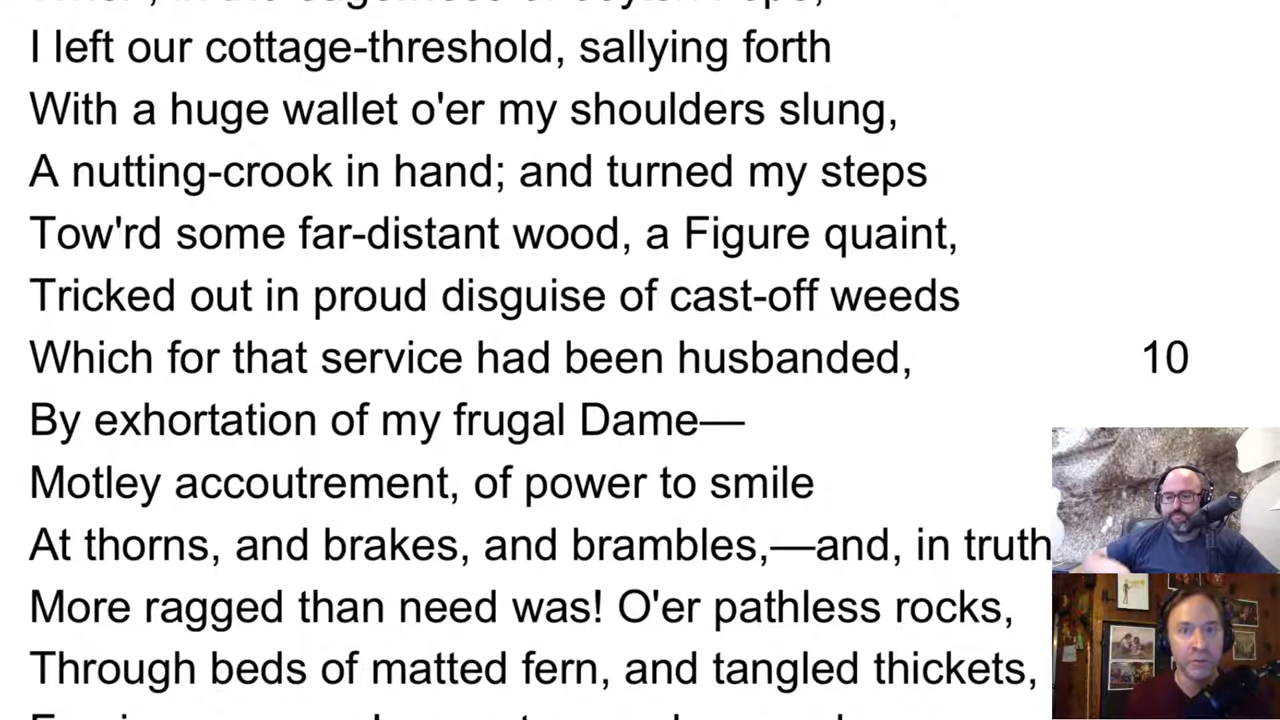 I left our cottage-threshold, sallying forth
With a huge wallet o'er my shoulders slung,
A nutting-crook in hand; and turned my steps
Tow'rd some far-distant wood, a Figure quaint,
Tricked out in proud disguise of cast-off weeds
Which for that service had been husbanded, 10
By exhortation of my frugal Dame—
Motley accoutrement, of power to smile
At thorns, and brakes, and brambles,—and, in truth
More ragged than need was! O'er pathless rocks,
Through beds of matted fern, and tangled thickets,